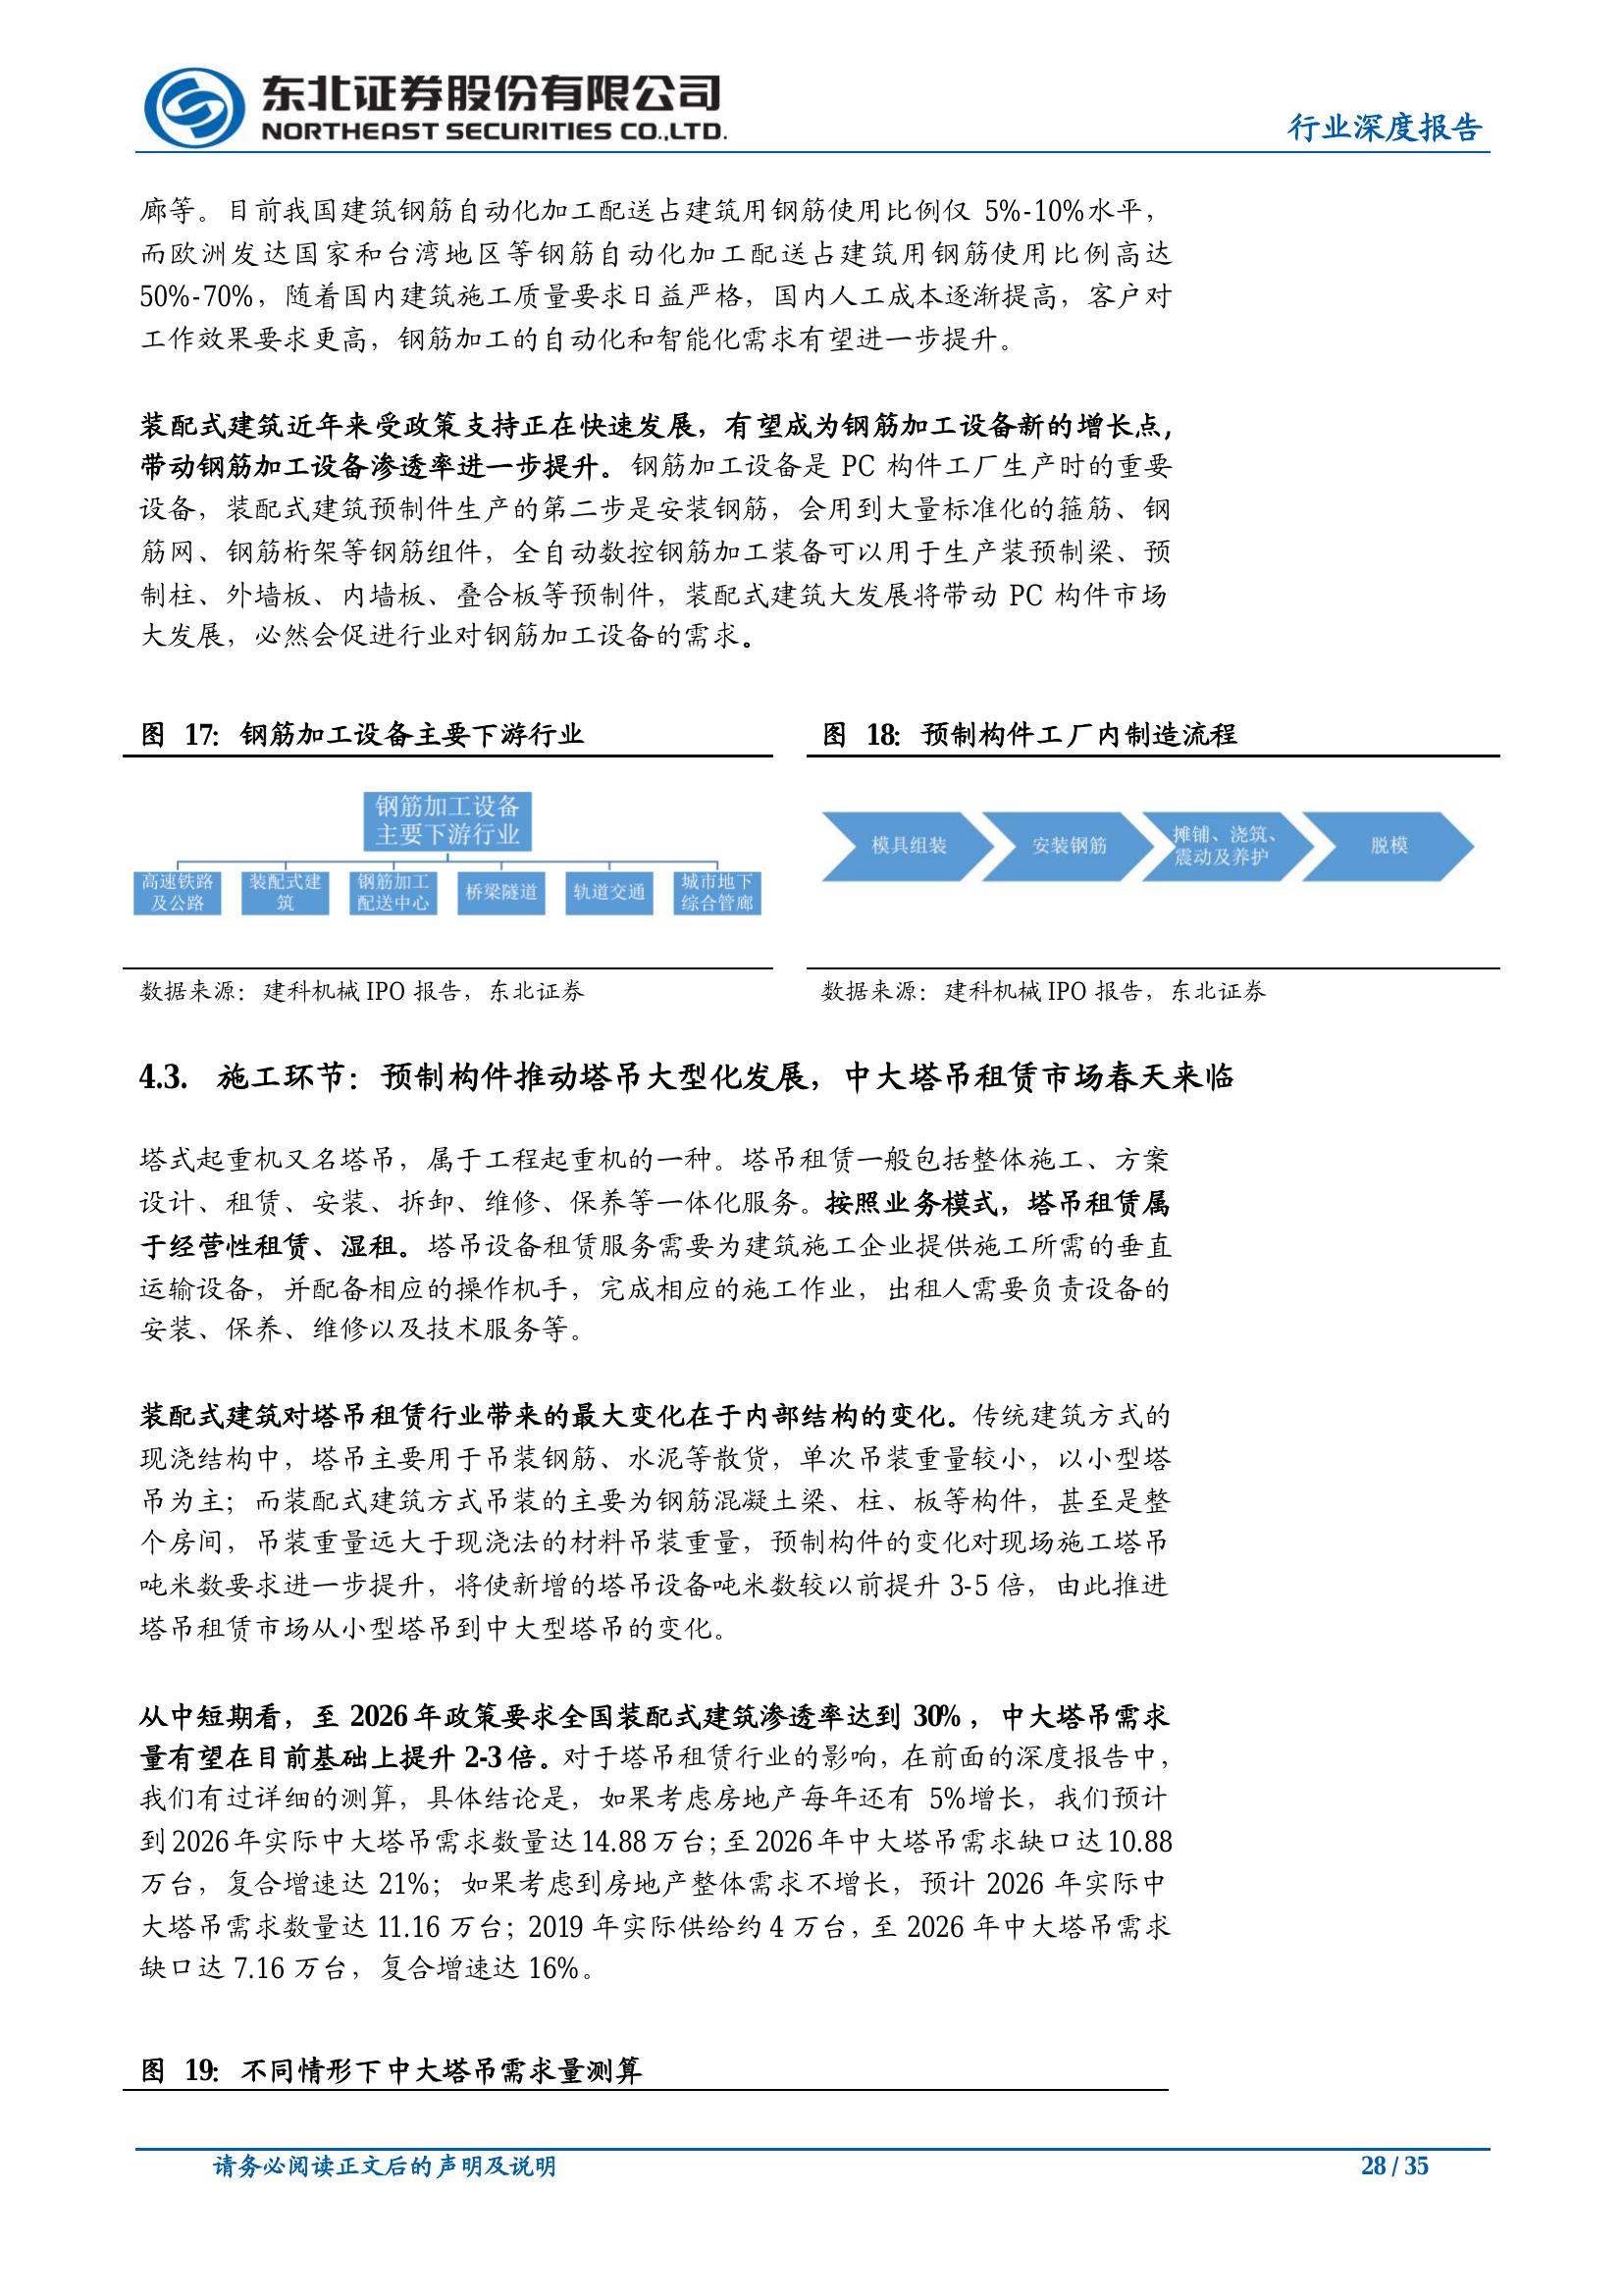 东北证券股份有限公司
NORTHEAST SECURITIES CO.,LTD.
行业深度报告
廊等。目前我国建筑钢筋自动化加工配送占建筑用钢筋使用比例仅 5%-10%水平，
而欧洲发达国家和台湾地区等钢筋自动化加工配送占建筑用钢筋使用比例高达
50%-70%，随着国内建筑施工质量要求日益严格，国内人工成本逐渐提高，客户对
工作效果要求更高，钢筋加工的自动化和智能化需求有望进一步提升。
装配式建筑近年来受政策支持正在快速发展，有望成为钢筋加工设备新的增长点，
带动钢筋加工设备渗透率进一步提升。钢筋加工设备是 PC 构件工厂生产时的重要
设备，装配式建筑预制件生产的第二步是安装钢筋，会用到大量标准化的箍筋、钢
筋网、钢筋桁架等钢筋组件，全自动数控钢筋加工装备可以用于生产装预制梁、预
制柱、外墙板、内墙板、叠合板等预制件，装配式建筑大发展将带动 PC 构件市场
大发展，必然会促进行业对钢筋加工设备的需求。
图 17：钢筋加工设备主要下游行业
钢筋加工设备
主要下游行业
高速铁路
及公路
装配式建
筑
钢筋加工
配送中心
桥梁隧道
轨道交通
城市地下
综合管廊
数据来源：建科机械 IPO 报告，东北证券
图 18：预制构件工厂内制造流程
模具组装
安装钢筋
摊铺、浇筑、
震动及养护
脱模
数据来源：建科机械 IPO 报告，东北证券
4.3. 施工环节：预制构件推动塔吊大型化发展，中大塔吊租赁市场春天来临
塔式起重机又名塔吊，属于工程起重机的一种。塔吊租赁一般包括整体施工、方案
设计、租赁、安装、拆卸、维修、保养等一体化服务。按照业务模式，塔吊租赁属
于经营性租赁、湿租。塔吊设备租赁服务需要为建筑施工企业提供施工所需的垂直
运输设备，并配备相应的操作机手，完成相应的施工作业，出租人需要负责设备的
安装、保养、维修以及技术服务等。
装配式建筑对塔吊租赁行业带来的最大变化在于内部结构的变化。传统建筑方式的
现浇结构中，塔吊主要用于吊装钢筋、水泥等散货，单次吊装重量较小，以小型塔
吊为主；而装配式建筑方式吊装的主要为钢筋混凝土梁、柱、板等构件，甚至是整
个房间，吊装重量远大于现浇法的材料吊装重量，预制构件的变化对现场施工塔吊
吨米数要求进一步提升，将使新增的塔吊设备吨米数较以前提升 3-5 倍，由此推进
塔吊租赁市场从小型塔吊到中大型塔吊的变化。
从中短期看，至 2026 年政策要求全国装配式建筑渗透率达到 30%，中大塔吊需求
量有望在目前基础上提升 2-3 倍。对于塔吊租赁行业的影响，在前面的深度报告中，
我们有过详细的测算，具体结论是，如果考虑房地产每年还有 5%增长，我们预计
到 2026 年实际中大塔吊需求数量达 14.88 万台；至 2026 年中大塔吊需求缺口达 10.88
万台，复合增速达 21%；如果考虑到房地产整体需求不增长，预计 2026 年实际中
大塔吊需求数量达 11.16 万台；2019 年实际供给约 4 万台，至 2026 年中大塔吊需求
缺口达 7.16 万台，复合增速达 16%。
图 19：不同情形下中大塔吊需求量测算
请务必阅读正文后的声明及说明
28 / 35